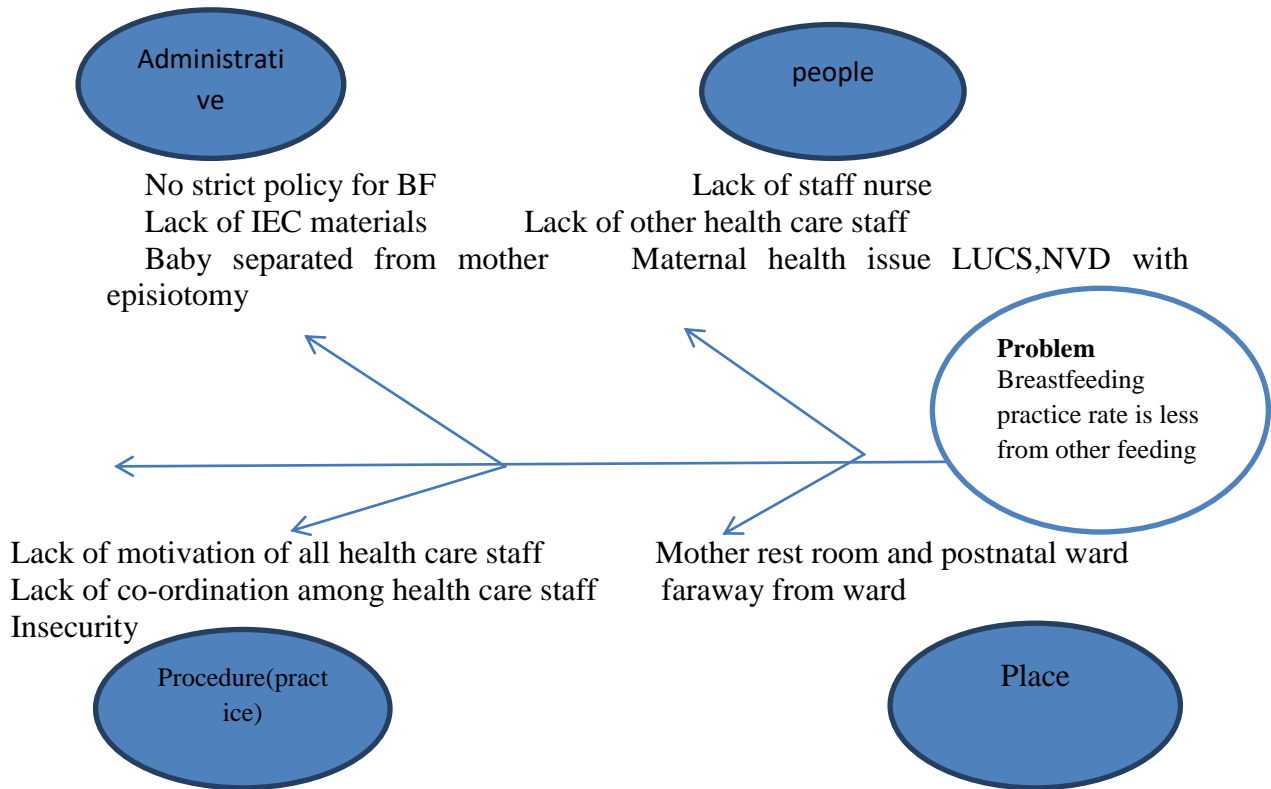 Administrati
ve
people
No strict policy for BF Lack of staff nurse
Lack of IEC materials Lack of other health care staff
Baby separated from mother Maternal health issue LUCS,NVD with
episiotomy
Problem
Breastfeeding
practice rate is less
from other feeding
Lack of motivation of all health care staff Mother rest room and postnatal ward
Lack of co-ordination among health care staff faraway from ward
Insecurity
Procedure(pract
ice)
Place